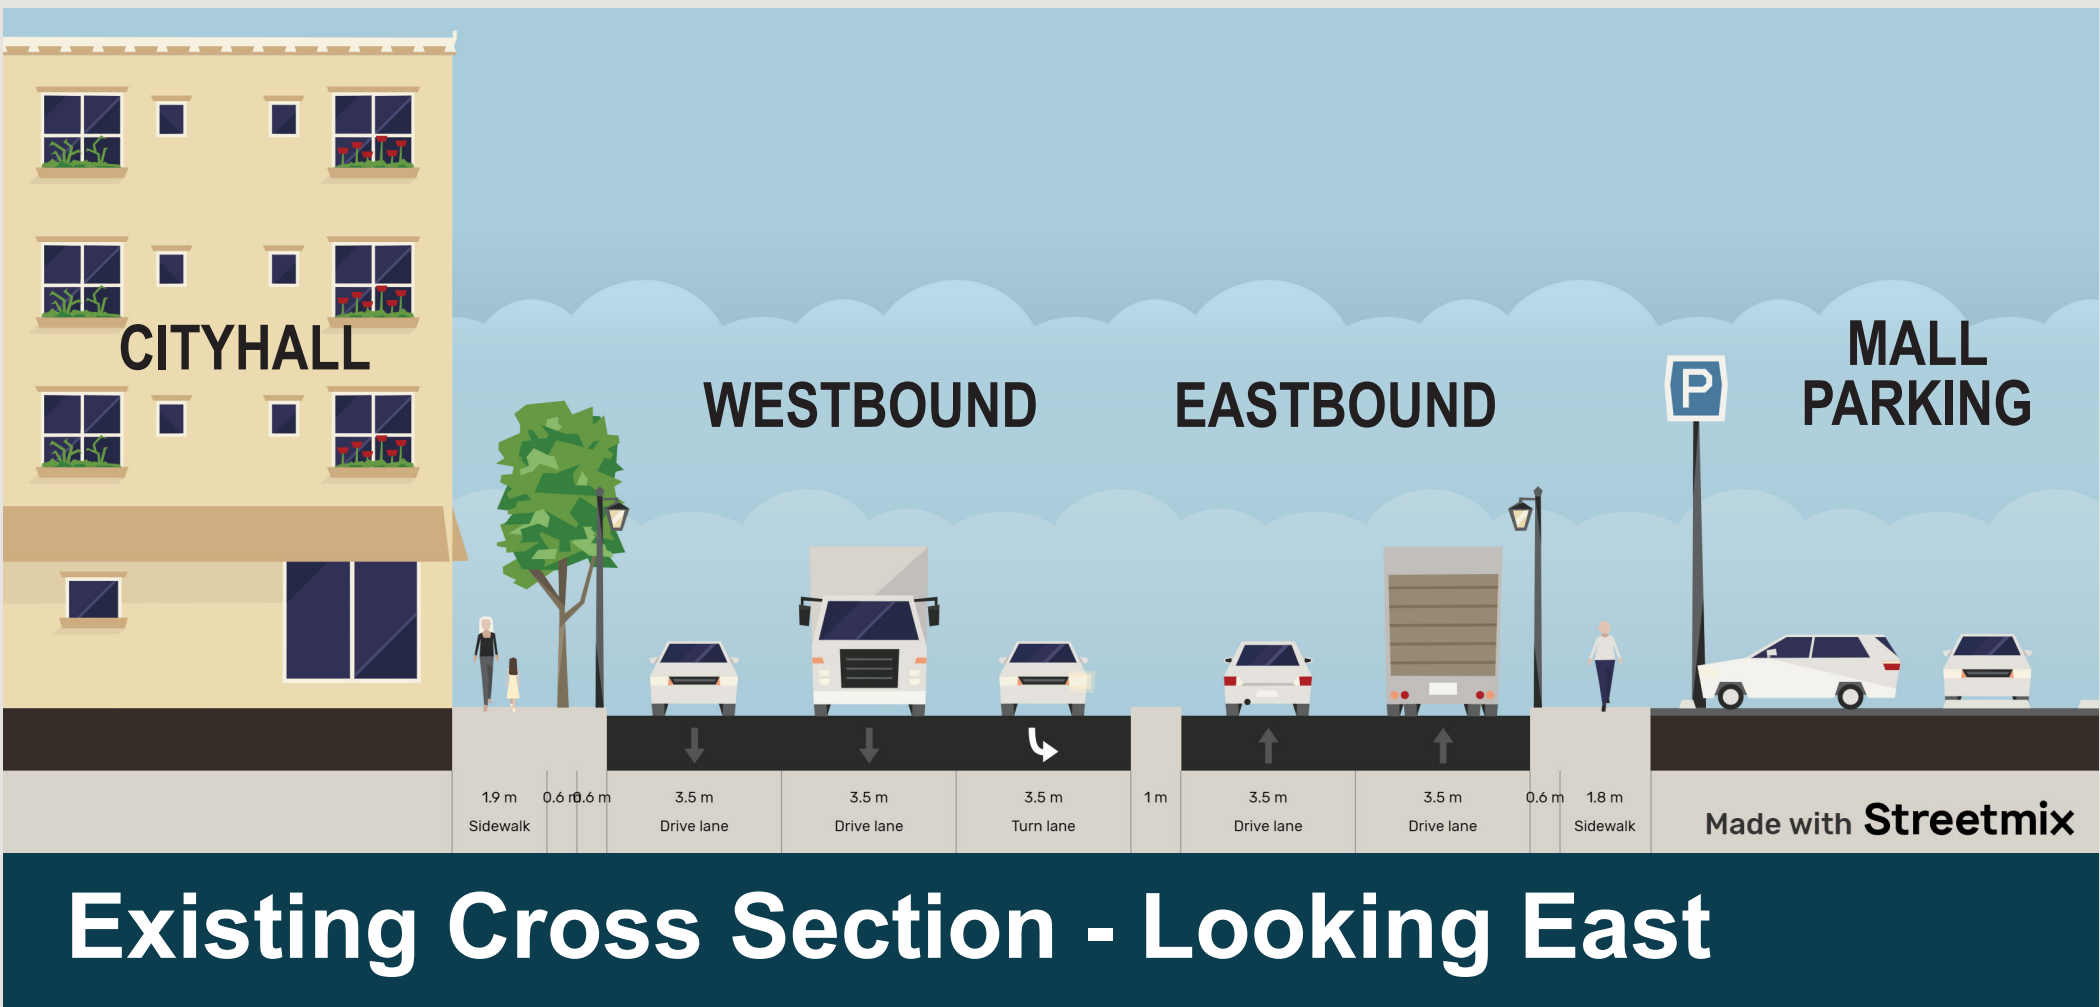 CITYHALL
WESTBOUND
EASTBOUND
P
MALL
PARKING
1.9 m
Sidewalk
0.6 m
0.6 m
3.5 m
Drive lane
3.5 m
Drive lane
3.5 m
Turn lane
1 m
3.5 m
Drive lane
3.5 m
Drive lane
0.6 m
1.8 m
Sidewalk
Made with Streetmix
Existing Cross Section - Looking East